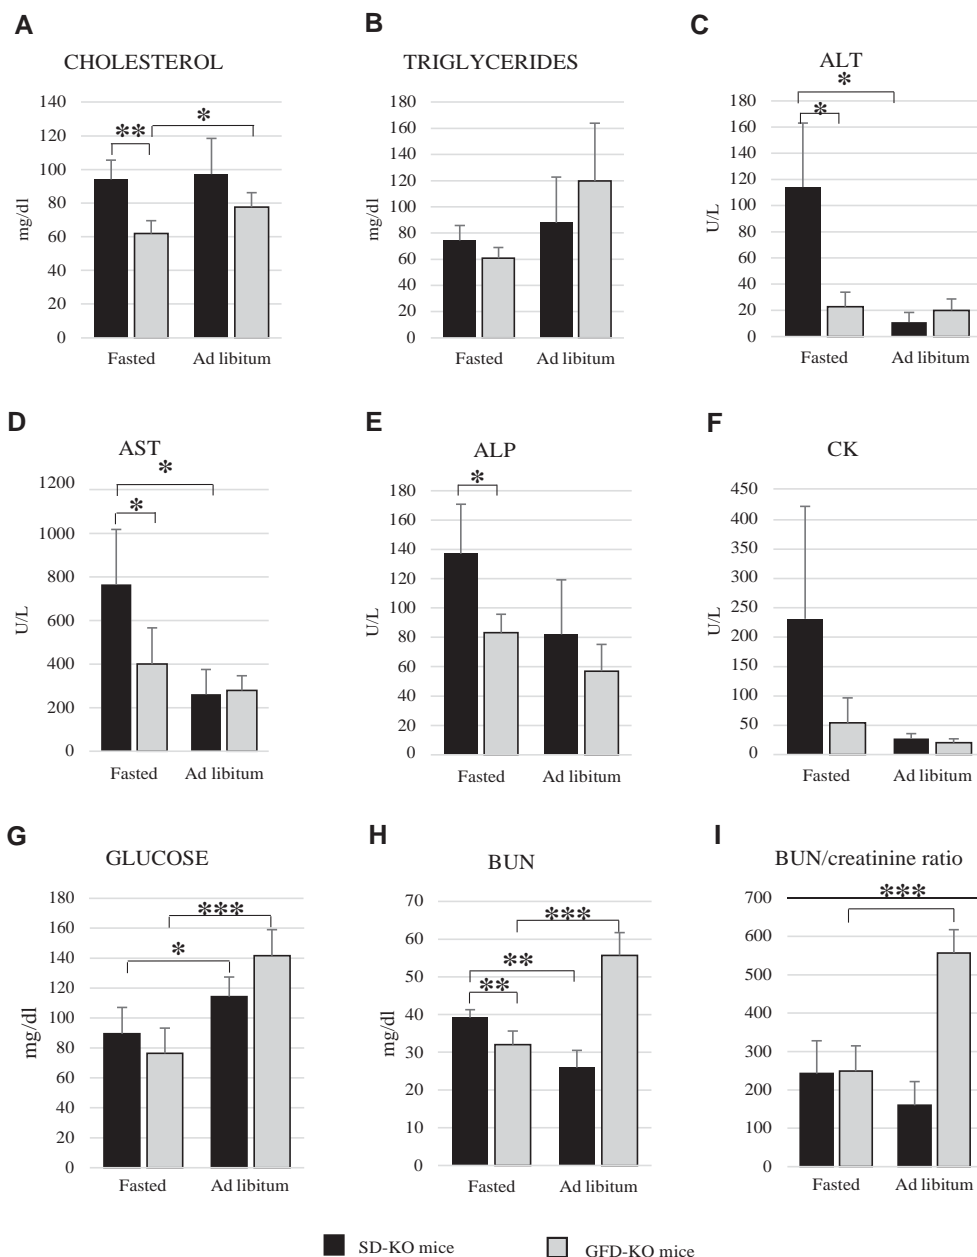 A
CHOLESTEROL
140
120
100
80
60
40
20
0
mg/dl
**
*
Fasted
Ad libitum
B
TRIGLYCERIDES
180
160
140
120
100
80
60
40
20
0
mg/dl
Fasted
Ad libitum
C
ALT
180
160
140
120
100
80
60
40
20
0
U/L
*
*
Fasted
Ad libitum
D
AST
1200
1000
800
600
400
200
0
U/L
*
*
Fasted
Ad libitum
E
ALP
180
160
140
120
100
80
60
40
20
0
U/L
*
Fasted
Ad libitum
F
CK
450
400
350
300
250
200
150
100
50
0
U/L
Fasted
Ad libitum
G
GLUCOSE
180
160
140
120
100
80
60
40
20
0
mg/dl
***
*
Fasted
Ad libitum
H
BUN
70
60
50
40
30
20
10
0
mg/dl
***
**
**
Fasted
Ad libitum
I
BUN/creatinine ratio
700
600
500
400
300
200
100
0
***
Fasted
Ad libitum
SD-KO mice
GFD-KO mice